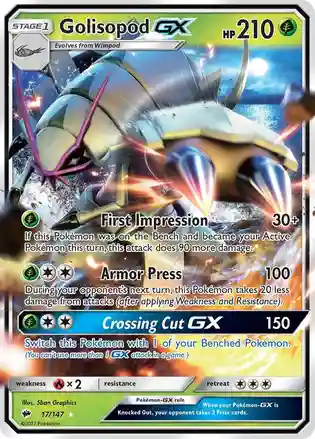 STAGE1 Golisopod GX HP210
Evolves from Wimpod
First Impression 30+
If this Pokémon was on the Bench and became your Active
Pokémon this turn, this attack does 90 more damage.
Armor Press 100
During your opponent's next turn, this Pokémon takes 20 less
damage from attacks (after applying Weakness and Resistance).
Crossing Cut GX 150
Switch this Pokémon with 1 of your Benched Pokémon.
(You can't use more than 1 GX attack in a game.)
weakness ×2 resistance retreat
Illus. 5ban Graphics
Pokémon-GX rule
When your Pokémon-GX is
Knocked Out, your opponent takes 2 Prize cards.
17/147
©2017 Pokémon